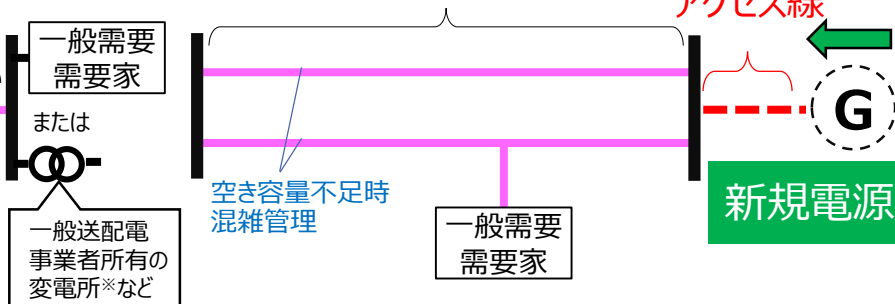 アクセス線
一般需要
需要家
または
G
空き容量不足時
混雑管理
新規電源
一般送配電
事業者所有の
変電所※など
一般需要
需要家